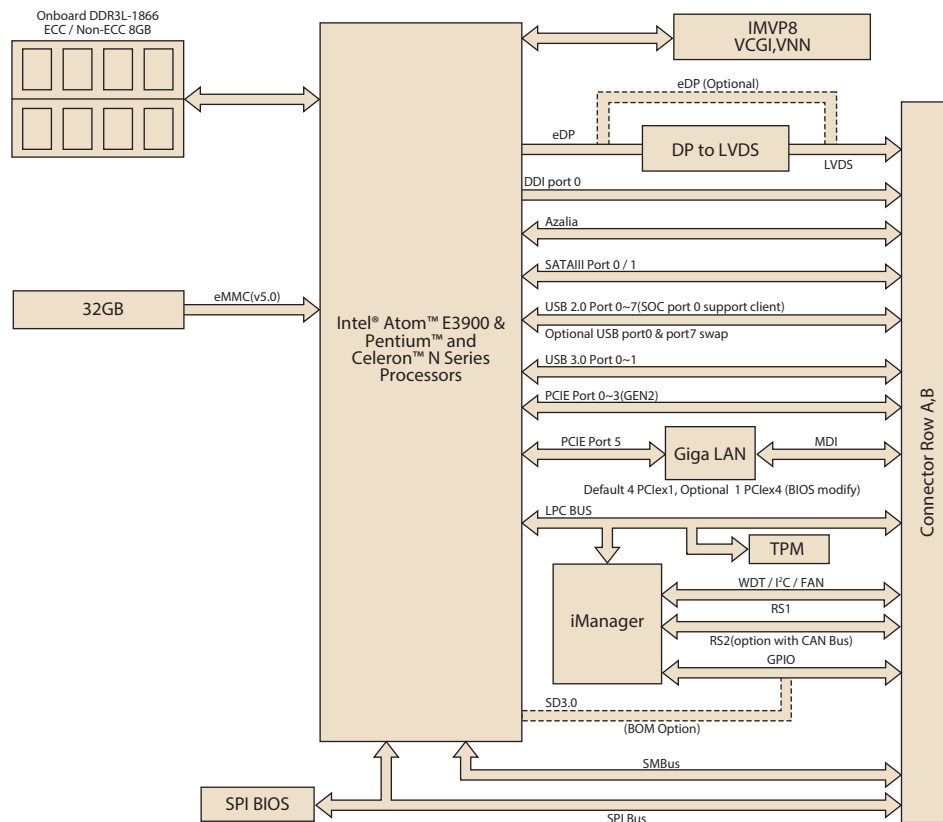 Onboard DDR3L-1866
ECC / Non-ECC 8GB
IMVP8
VCGI,VNN
eDP (Optional)
eDP
DP to LVDS
LVDS
DDI port 0
Azalia
SATAIII Port 0 / 1
32GB
eMMC(v5.0)
USB 2.0 Port 0~7(SOC port 0 support client)
Optional USB port0 & port7 swap
Intel® Atom™ E3900 &
Pentium™ and
Celeron™ N Series
Processors
USB 3.0 Port 0~1
PCIE Port 0~3(GEN2)
PCIE Port 5
Giga LAN
MDI
Default 4 PCIex1, Optional 1 PCIex4 (BIOS modify)
LPC BUS
TPM
iManager
WDT / I²C / FAN
RS1
RS2(option with CAN Bus)
GPIO
SD3.0
(BOM Option)
SMBus
SPI BIOS
SPI Bus
Connector Row A,B